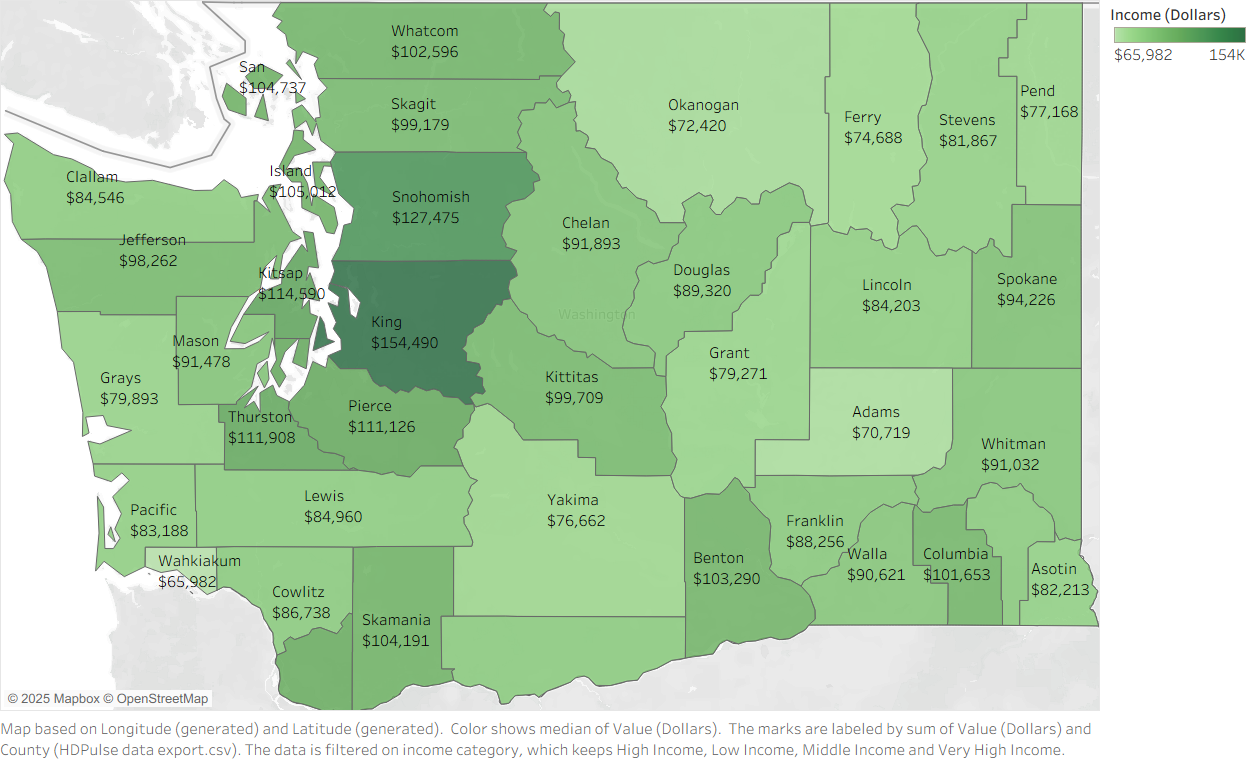 Income (Dollars)
$65,982 154K
Whatcom
$102,596
San
$104,737
Skagit
$99,179
Okanogan
$72,420
Ferry
$74,688
Stevens
$81,867
Pend
$77,168
Clallam
$84,546
Island
$105,012
Snohomish
$127,475
Chelan
$91,893
Jefferson
$98,262
Kitsap
$114,590
Douglas
$89,320
Lincoln
$84,203
Spokane
$94,226
Washington
King
$154,490
Mason
$91,478
Grant
$79,271
Grays
$79,893
Kittitas
$99,709
Thurston
$111,908
Pierce
$111,126
Adams
$70,719
Whitman
$91,032
Pacific
$83,188
Lewis
$84,960
Yakima
$76,662
Franklin
$88,256
Walla
$90,621
Columbia
$101,653
Asotin
$82,213
Wahkiakum
$65,982
Benton
$103,290
Cowlitz
$86,738
Skamania
$104,191
© 2025 Mapbox © OpenStreetMap
Map based on Longitude (generated) and Latitude (generated). Color shows median of Value (Dollars). The marks are labeled by sum of Value (Dollars) and
County (HDPulse data export.csv). The data is filtered on income category, which keeps High Income, Low Income, Middle Income and Very High Income.